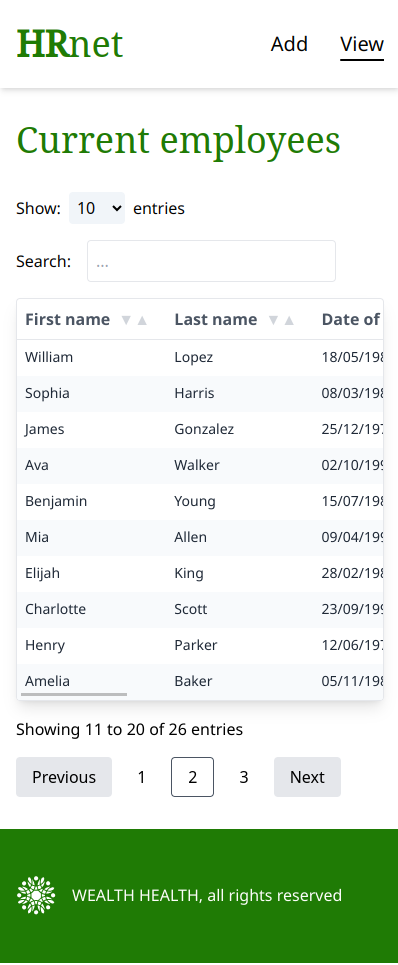 HRnet Add View
Current employees
Show: 10 entries
Search: ...
First name ▼ ▲ Last name ▼ ▲ Date of
William Lopez 18/05/198
Sophia Harris 08/03/198
James Gonzalez 25/12/197
Ava Walker 02/10/199
Benjamin Young 15/07/198
Mia Allen 09/04/199
Elijah King 28/02/198
Charlotte Scott 23/09/199
Henry Parker 12/06/197
Amelia Baker 05/11/198
Showing 11 to 20 of 26 entries
Previous 1 2 3 Next
WEALTH HEALTH, all rights reserved